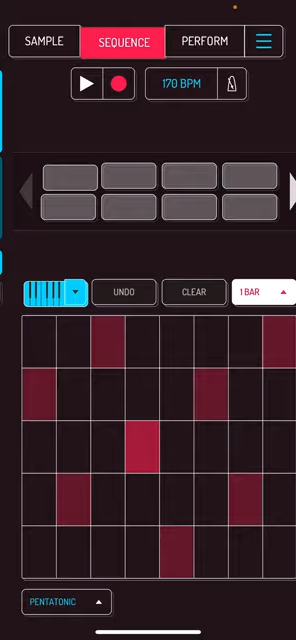 SAMPLE
SEQUENCE
PERFORM
170 BPM
UNDO
CLEAR
1 BAR
PENTATONIC